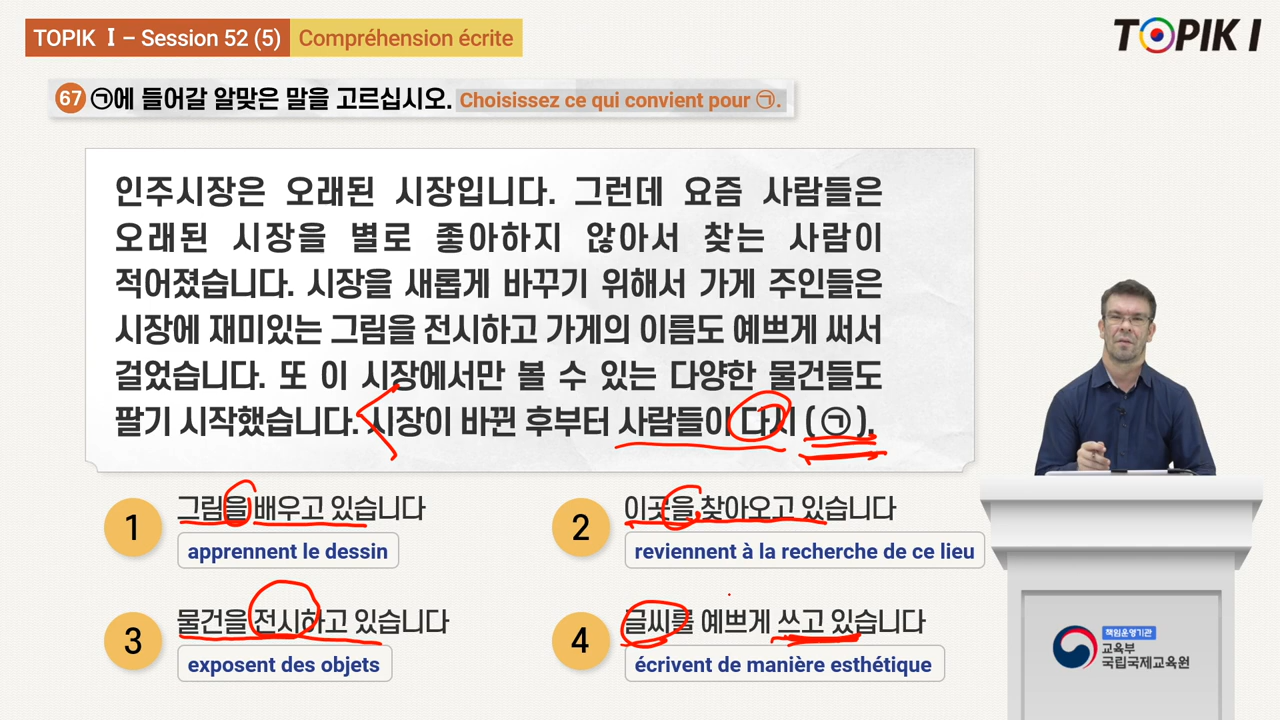 TOPIK Ⅰ – Session 52 (5) Compréhension écrite
TOPIK I
67 ㉠에 들어갈 알맞은 말을 고르십시오. Choisissez ce qui convient pour ㉠.
인주시장은 오래된 시장입니다. 그런데 요즘 사람들은
오래된 시장을 별로 좋아하지 않아서 찾는 사람이
적어졌습니다. 시장을 새롭게 바꾸기 위해서 가게 주인들은
시장에 재미있는 그림을 전시하고 가게의 이름도 예쁘게 써서
걸었습니다. 또 이 시장에서만 볼 수 있는 다양한 물건들도
팔기 시작했습니다. 시장이 바뀐 후부터 사람들이 다시 (㉠).
1 그림을 배우고 있습니다
apprennent le dessin
2 이곳을 찾아오고 있습니다
reviennent à la recherche de ce lieu
3 물건을 전시하고 있습니다
exposent des objets
4 글씨를 예쁘게 쓰고 있습니다
écrivent de manière esthétique
책임운영기관
교육부
국립국제교육원